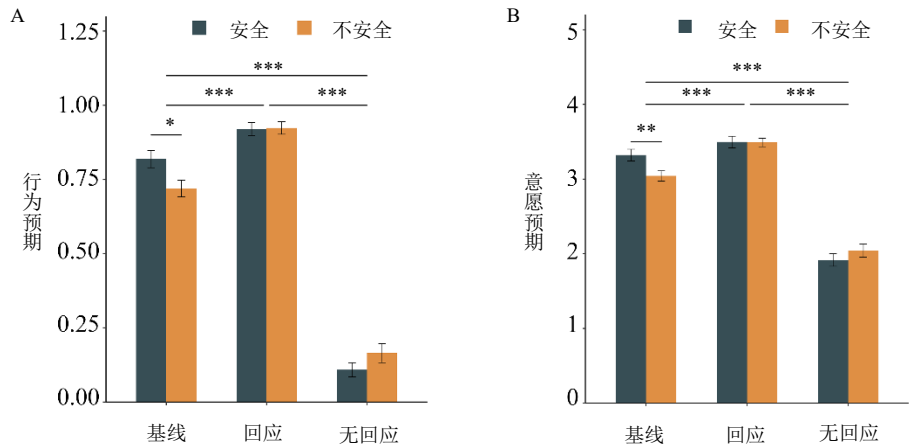 A
安全 不安全
1.25
1.00
0.75
0.50
0.25
0.00
行为预期
***
*** ***
*
基线 回应 无回应
B
安全 不安全
5
4
3
2
1
0
意愿预期
***
*** ***
**
基线 回应 无回应